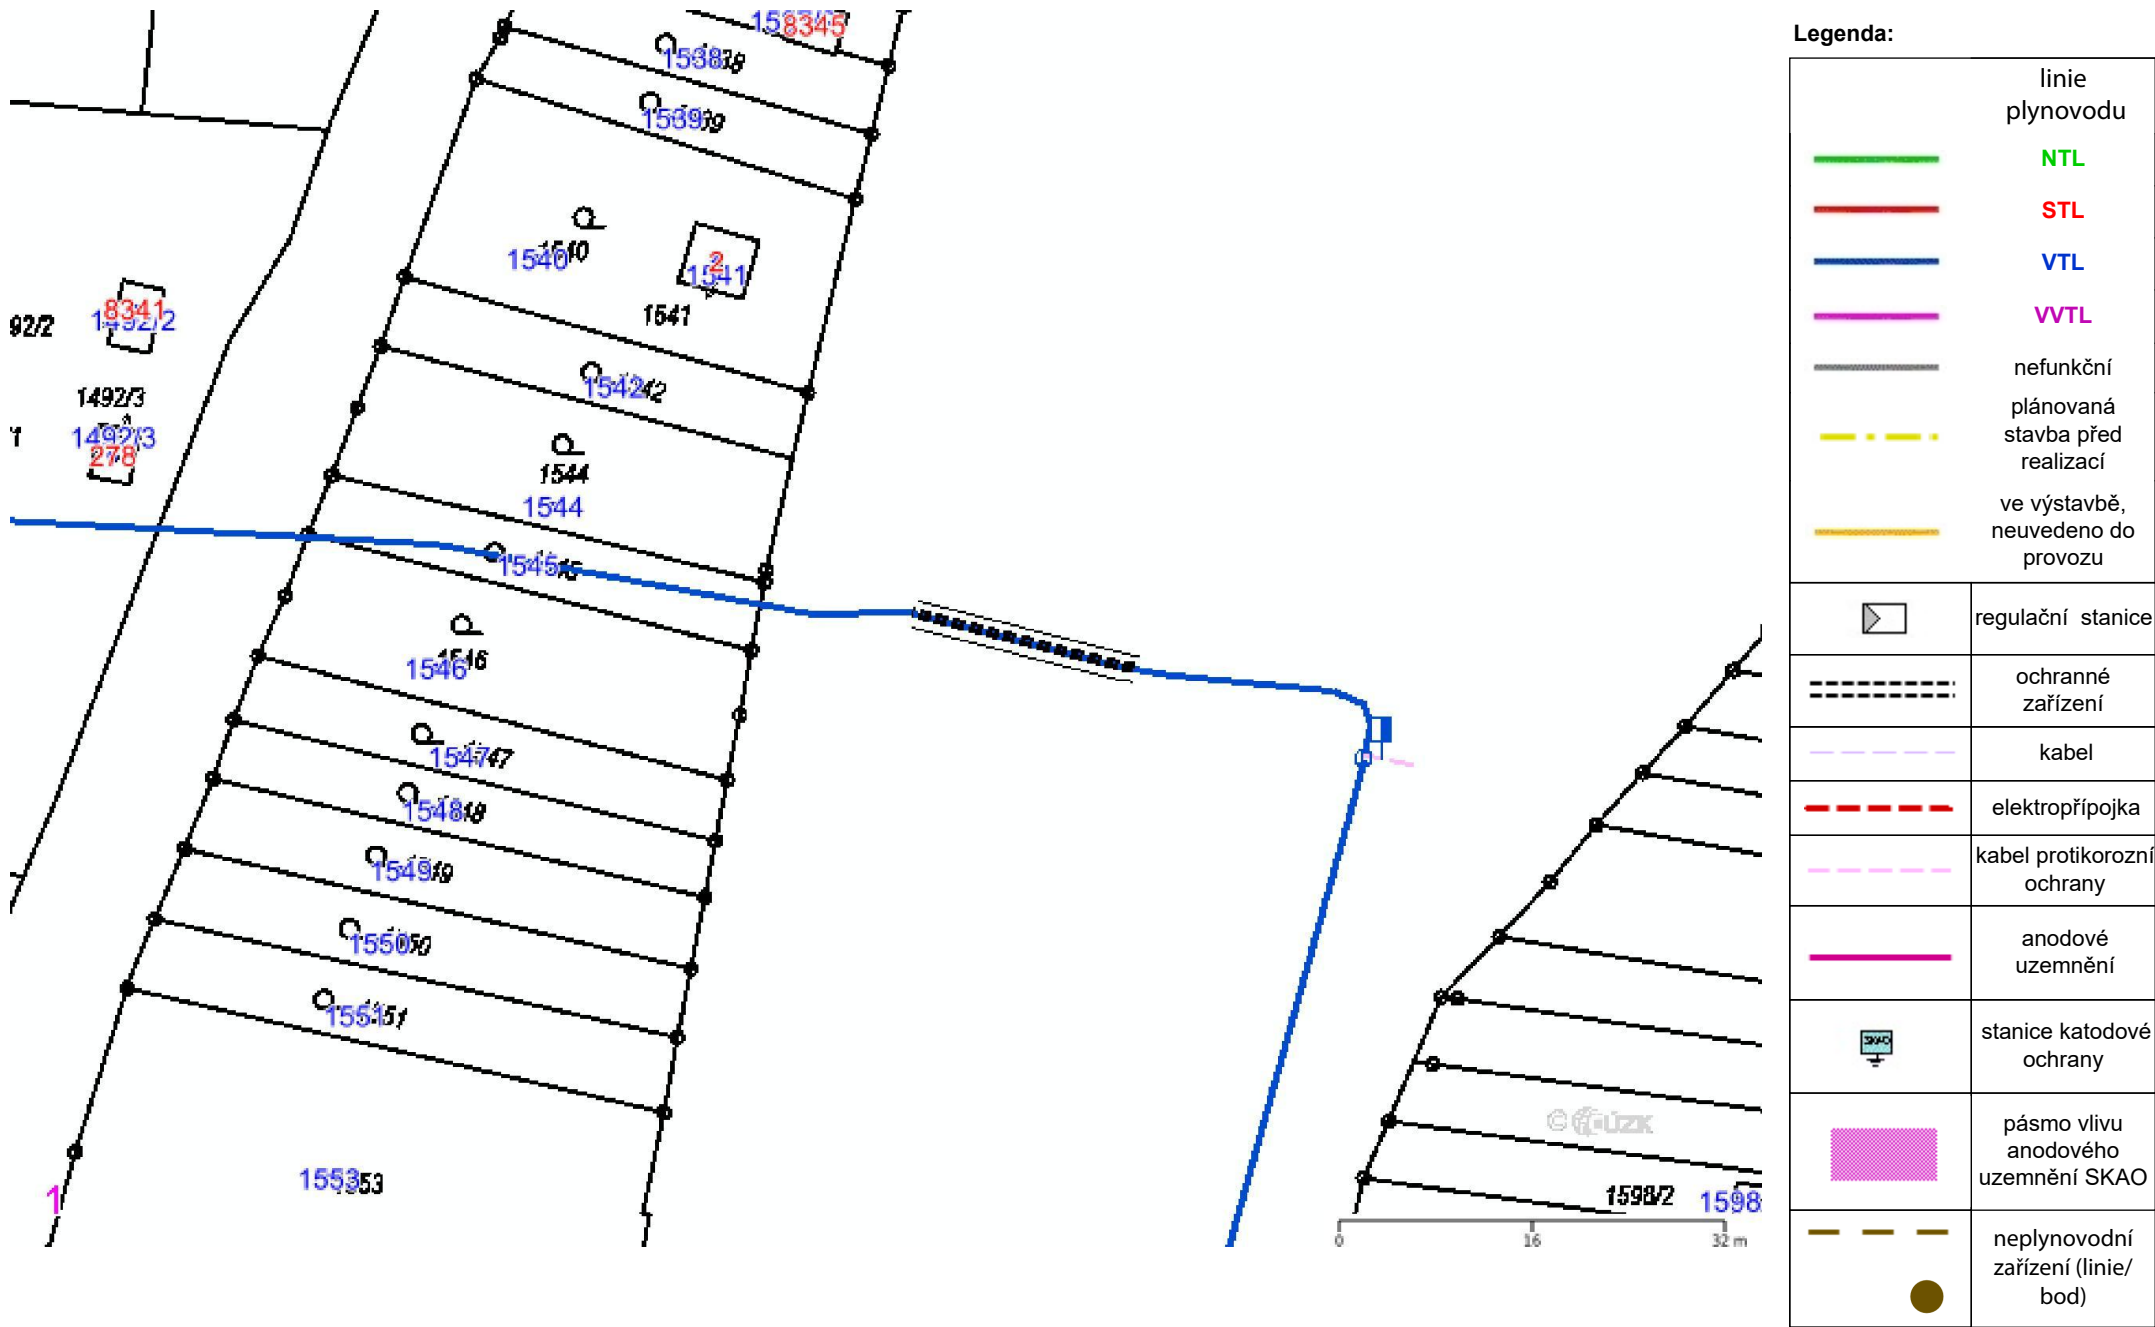 Legenda:
linie
plynovodu
NTL
STL
VTL
VVTL
nefunkční
plánovaná
stavba před
realizací
ve výstavbě,
neuvedeno do
provozu
regulační stanice
ochranné
zařízení
kabel
elektropřípojka
kabel protikorozní
ochrany
anodové
uzemnění
stanice katodové
ochrany
pásmo vlivu
anodového
uzemnění SKAO
neplynovodní
zařízení (linie/
bod)
8345
1538
1539
1540
2
1541
1541
8341
1492/2
92/2
1542
1492/3
1492/3
278
1544
1544
1545
1546
1547
1548
1549
1550
1551
1553
1
1598/2
1598
0 16 32 m